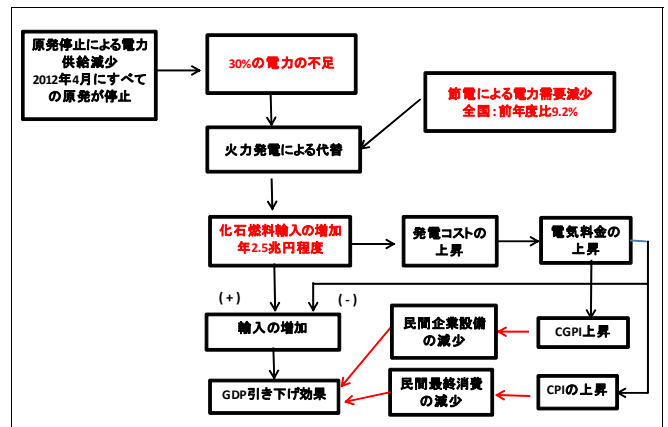 原発停止による電力
供給減少
2012年4月にすべて
の原発が停止
30%の電力の不足
節電による電力需要減少
全国：前年度比9.2%
火力発電による代替
化石燃料輸入の増加
年2.5兆円程度
発電コストの
上昇
電気料金の
上昇
(+)
(-)
輸入の増加
民間企業設備
の減少
CGPI上昇
GDP引き下げ効果
民間最終消費
の減少
CPIの上昇